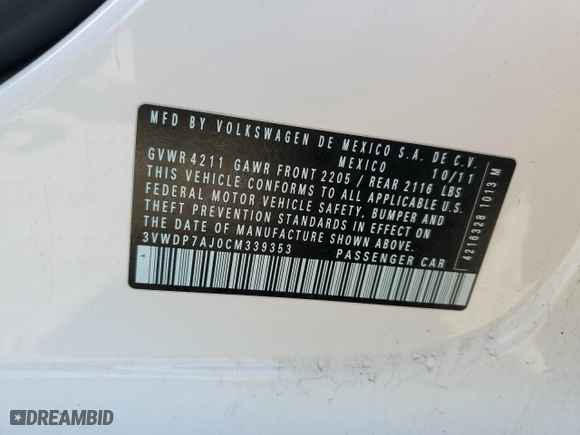 MFD BY VOLKSWAGEN DE MEXICO S.A. DE C.V.
MEXICO 10/11
GVWR 4211 GAWR FRONT 2205 / REAR 2116 LBS
THIS VEHICLE CONFORMS TO ALL APPLICABLE U.S.
FEDERAL MOTOR VEHICLE SAFETY, BUMPER AND
THEFT PREVENTION STANDARDS IN EFFECT ON
THE DATE OF MANUFACTURE SHOWN ABOVE.
3VWDP7AJ0CM339353 PASSENGER CAR
4216328 1013 M
DREAMBID